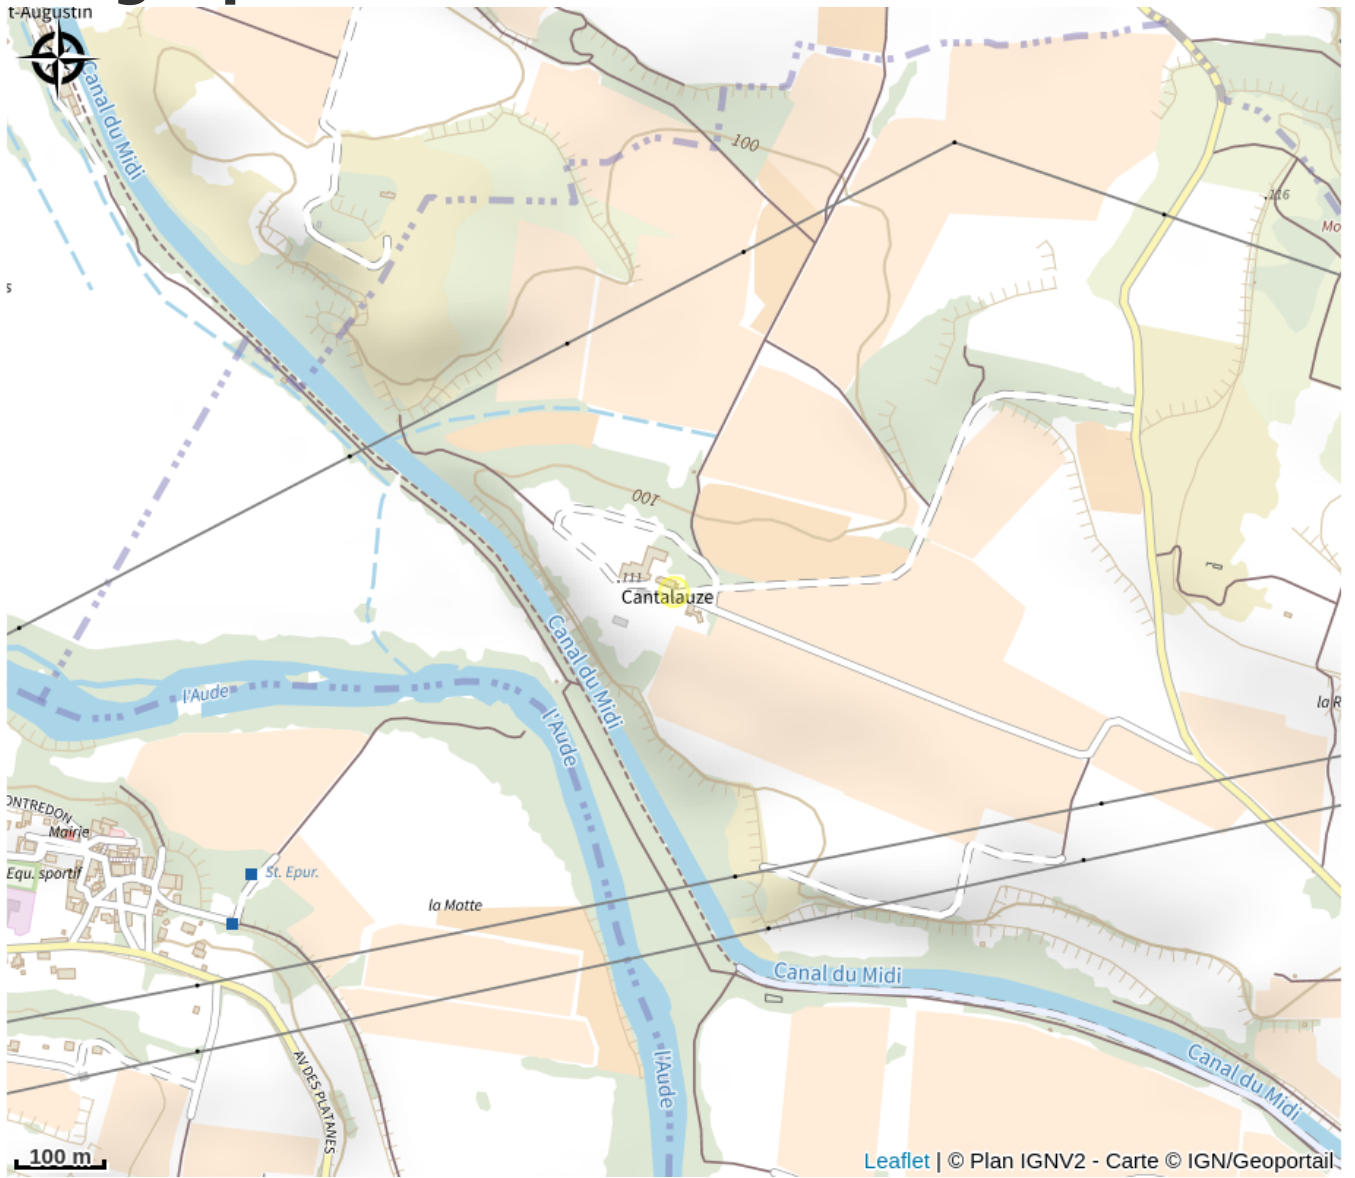 t-Augustin
Canal du Midi
100
116
Mo
s
100
111
Cantalauze
Canal du Midi
l'Aude
l'Aude
la R
ONTREDON
Mairie
Equ. sportif
St. Epur.
la Motte
Canal du Midi
l'Aude
Canal du Midi
AV DES PLATANES
100 m
Leaflet | © Plan IGNV2 - Carte © IGN/Geoportail